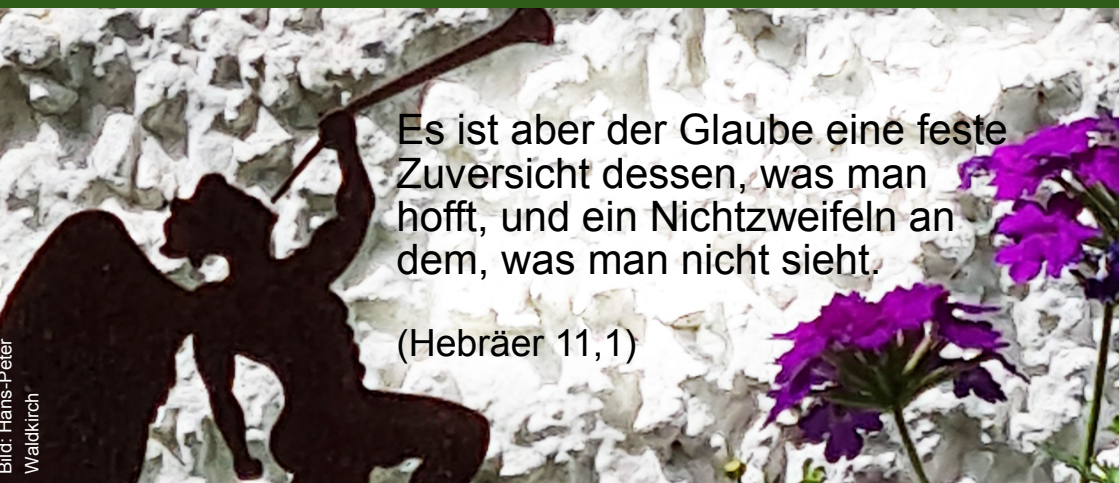 Es ist aber der Glaube eine feste
Zuversicht dessen, was man
hofft, und ein Nichtzweifeln an
dem, was man nicht sieht.
(Hebräer 11,1)
Bild: Hans-Peter
Waldkirch